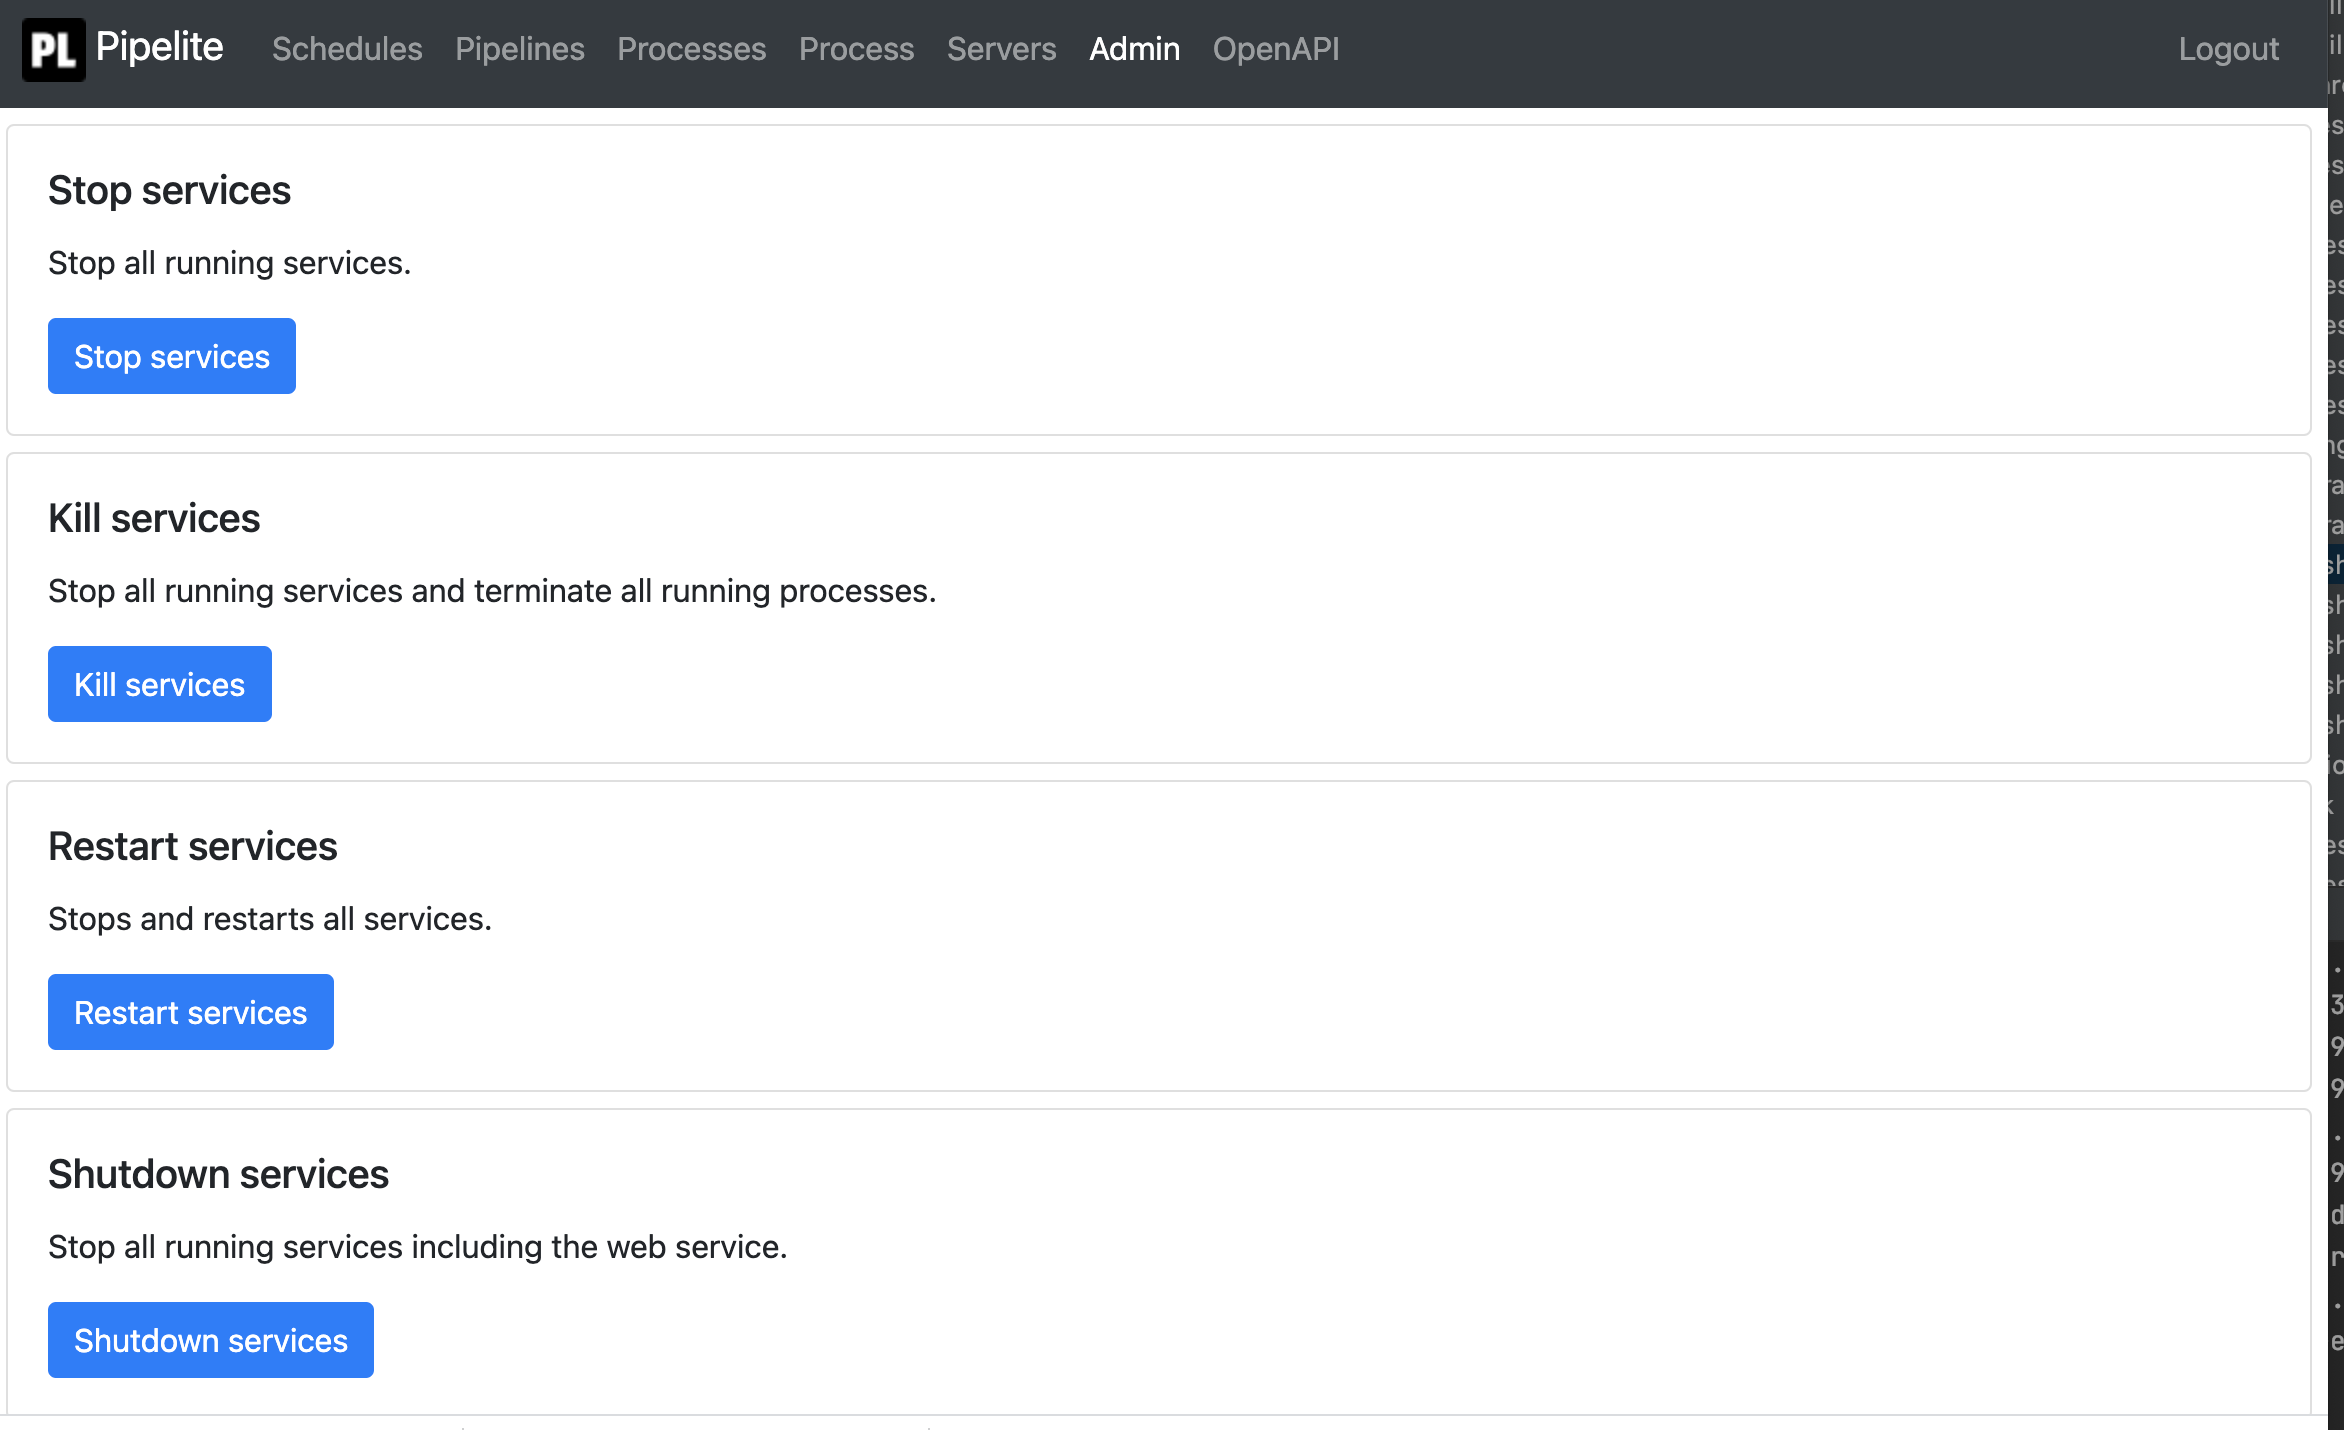 PL Pipelite Schedules Pipelines Processes Process Servers Admin OpenAPI Logout
Stop services
Stop all running services.
Stop services
Kill services
Stop all running services and terminate all running processes.
Kill services
Restart services
Stops and restarts all services.
Restart services
Shutdown services
Stop all running services including the web service.
Shutdown services